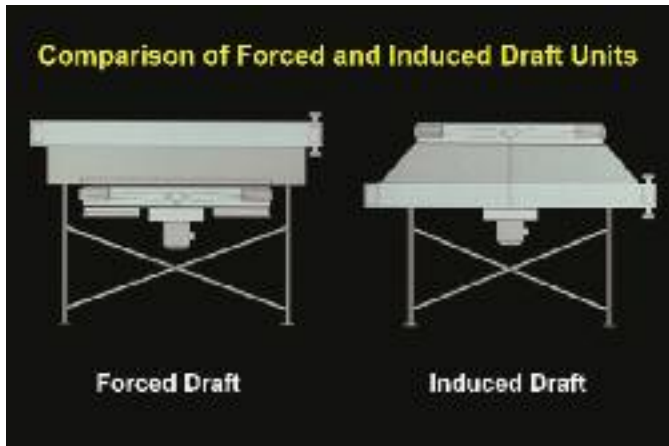 Comparison of Forced and Induced Draft Units
Forced Draft
Induced Draft